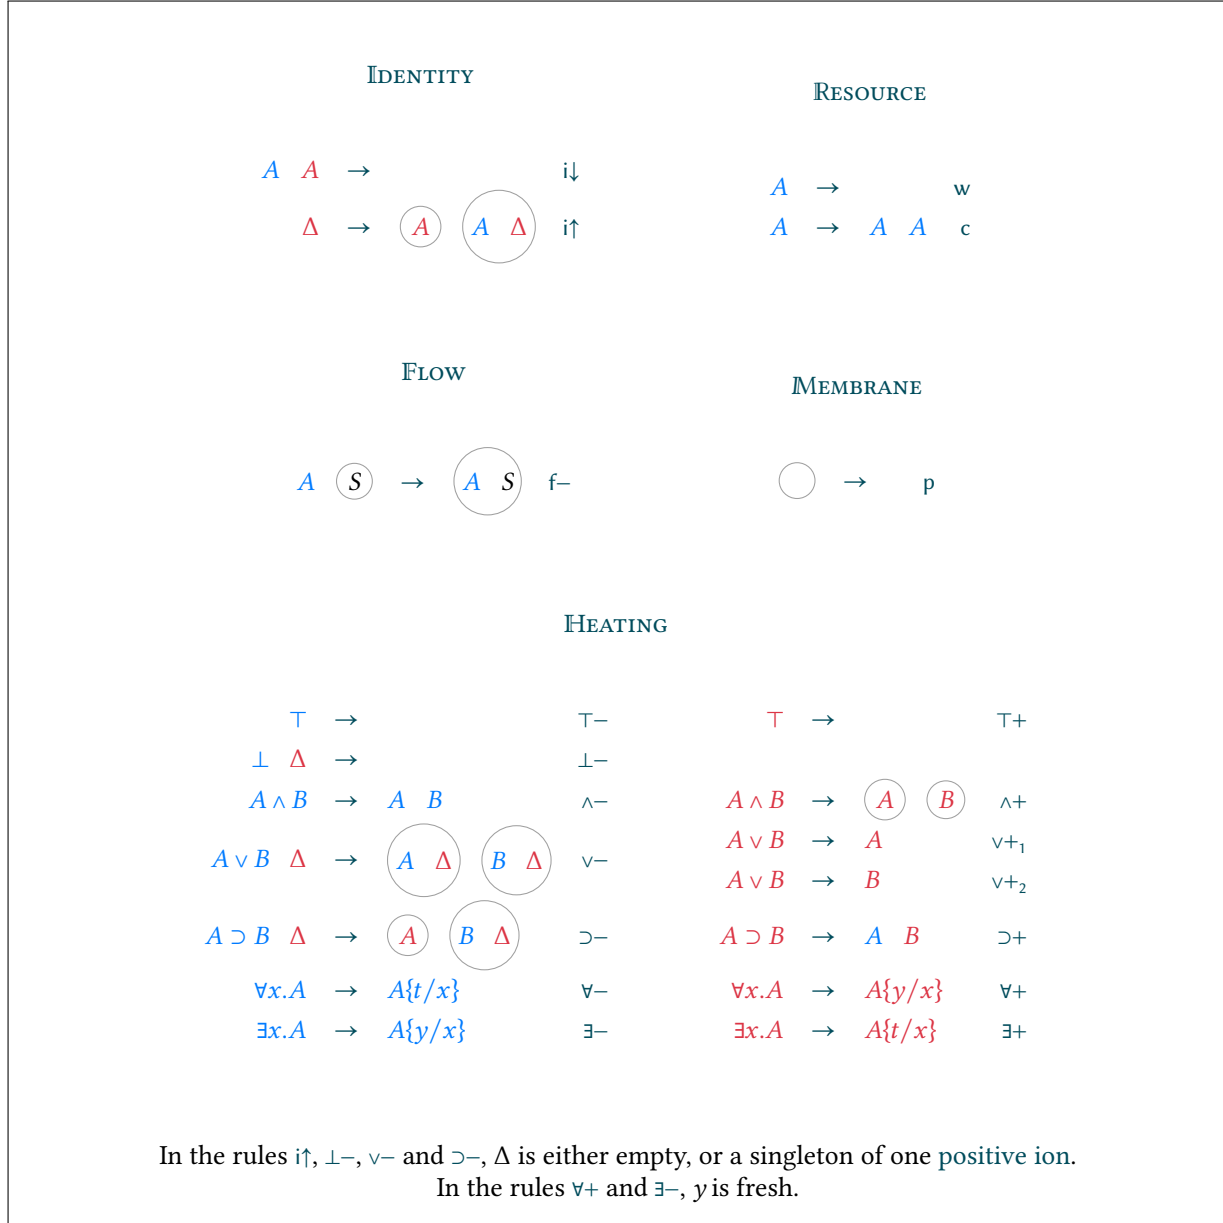 IDENTITY
A A → i↓
Δ → A A Δ i↑
RESOURCE
A → w
A → A A c
FLOW
A S → A S f−
MEMBRANE
→ p
HEATING
⊤ → ⊤−
⊥ Δ → ⊥−
A ∧ B → A B ∧−
A ∨ B Δ → A Δ B Δ ∨−
A ⊃ B Δ → A B Δ ⊃−
∀x.A → A{t/x} ∀−
∃x.A → A{y/x} ∃−
⊤ → ⊤+
A ∧ B → A B ∧+
A ∨ B → A ∨+₁
A ∨ B → B ∨+₂
A ⊃ B → A B ⊃+
∀x.A → A{y/x} ∀+
∃x.A → A{t/x} ∃+
In the rules i↑, ⊥−, ∨− and ⊃−, Δ is either empty, or a singleton of one positive ion.
In the rules ∀+ and ∃−, y is fresh.